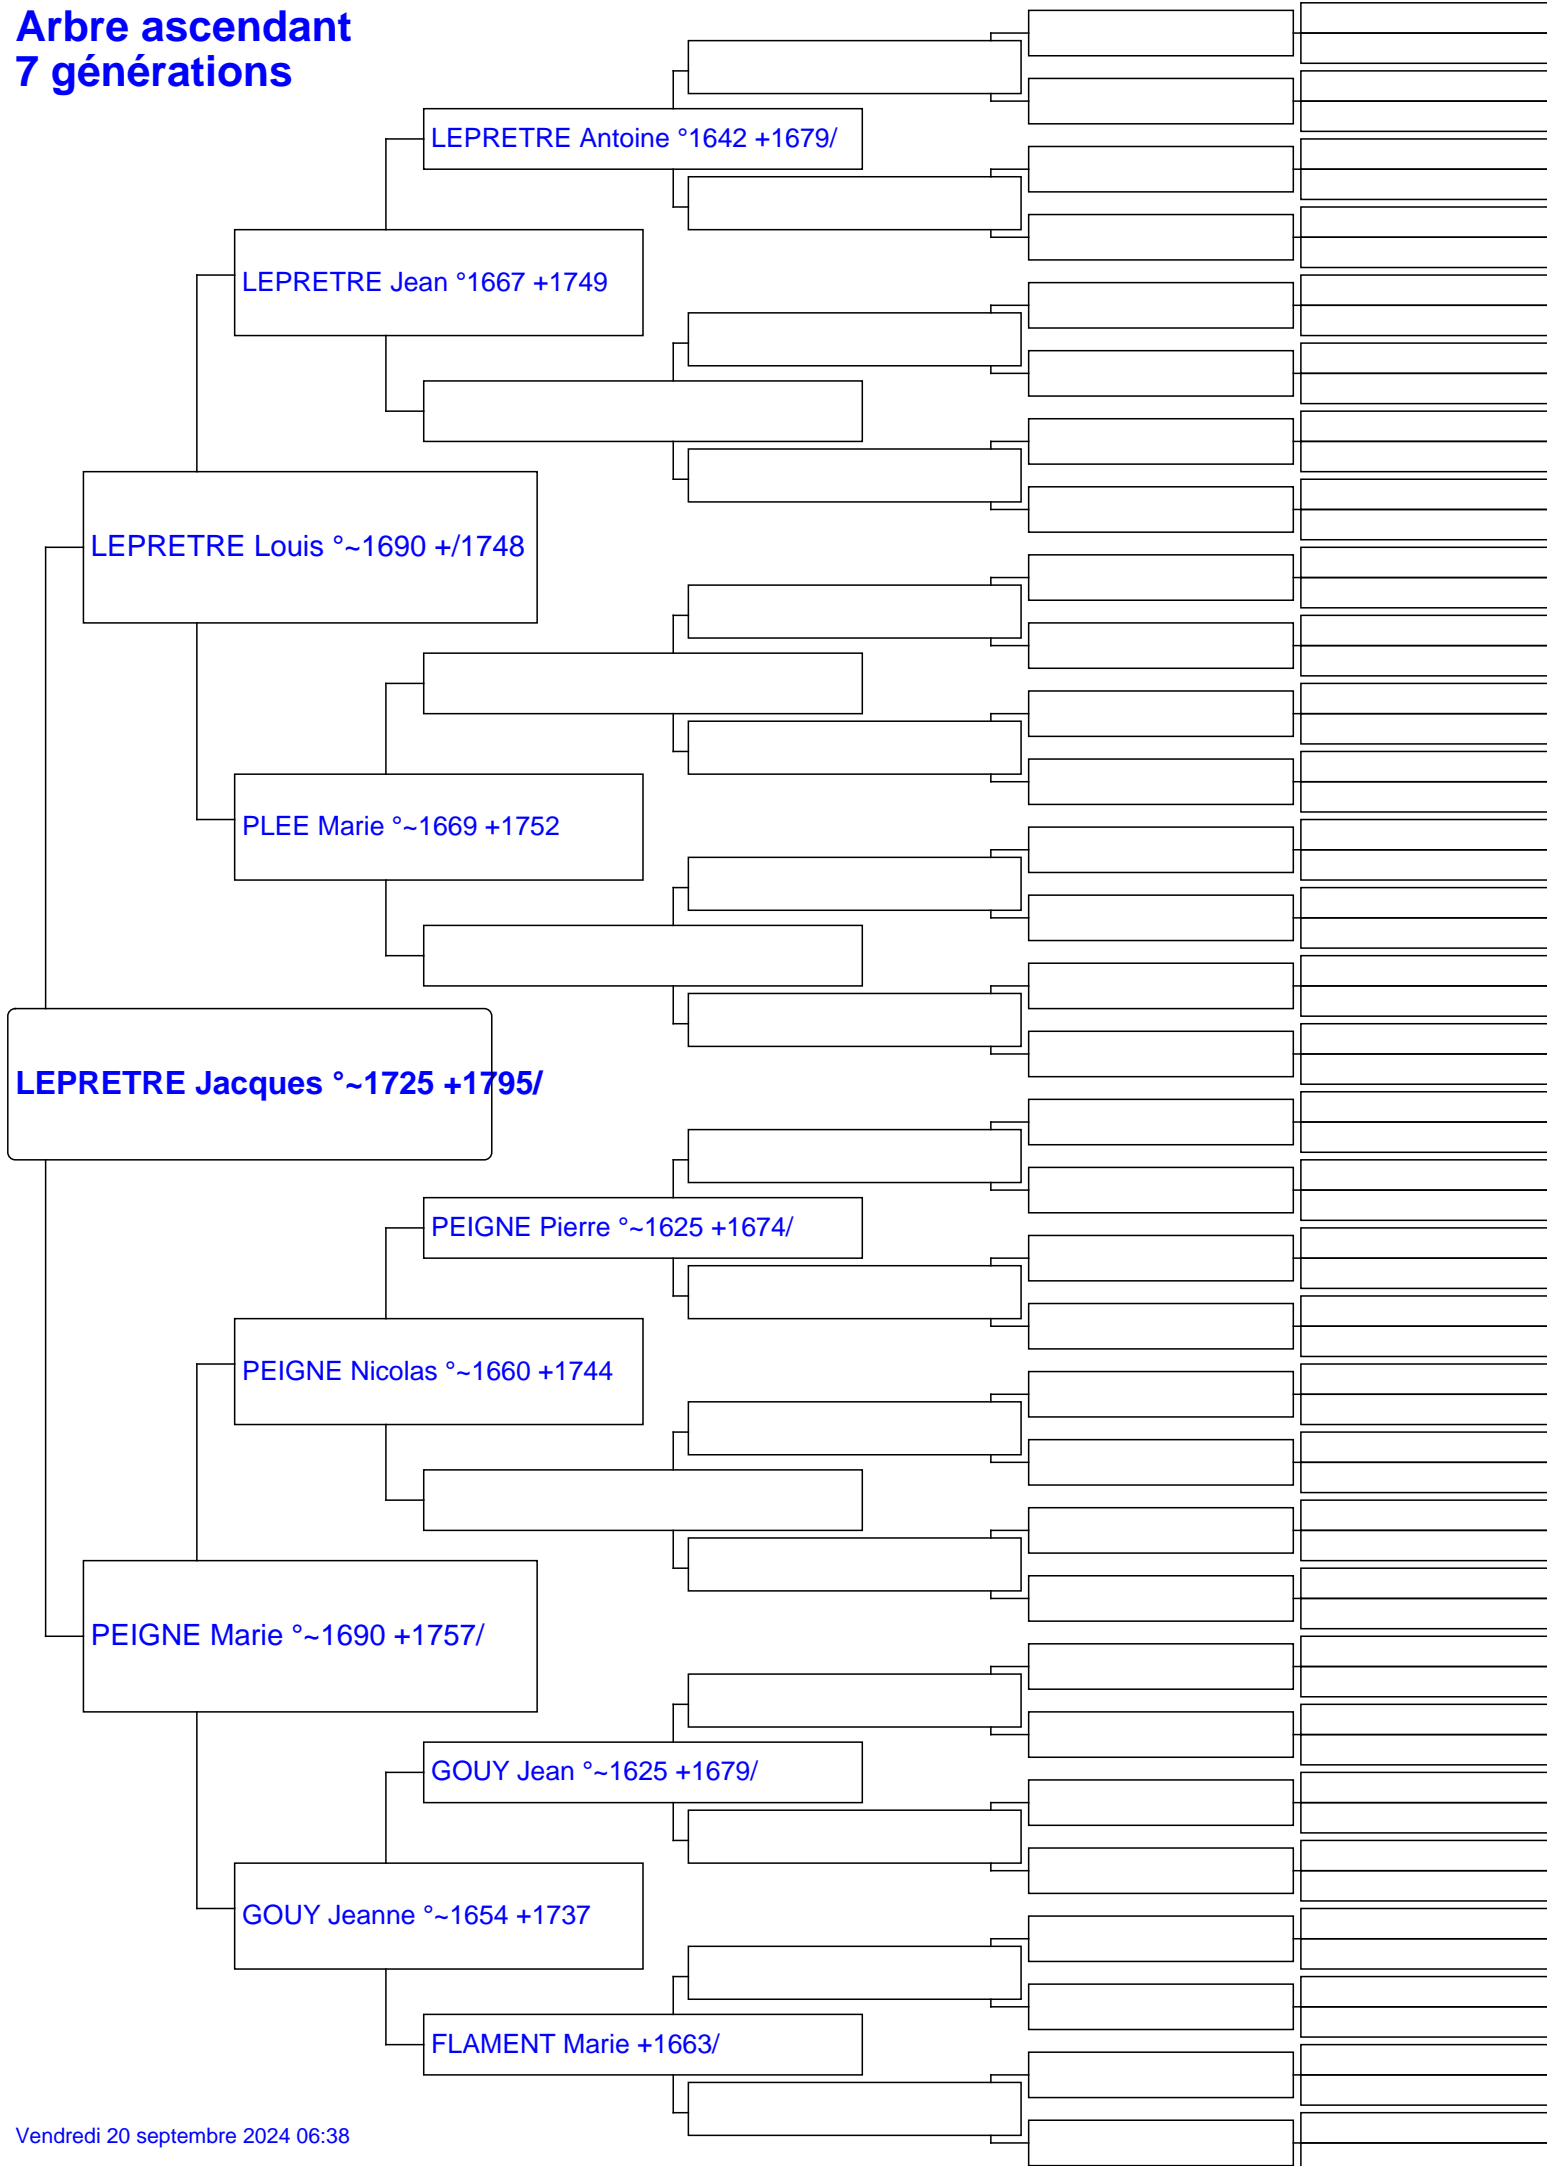 Arbre ascendant
7 générations
LEPRETRE Antoine °1642 +1679/
LEPRETRE Jean °1667 +1749
LEPRETRE Louis °~1690 +/1748
PLEE Marie °~1669 +1752
LEPRETRE Jacques °~1725 +1795/
PEIGNE Pierre °~1625 +1674/
PEIGNE Nicolas °~1660 +1744
PEIGNE Marie °~1690 +1757/
GOUY Jean °~1625 +1679/
GOUY Jeanne °~1654 +1737
FLAMENT Marie +1663/
Vendredi 20 septembre 2024 06:38